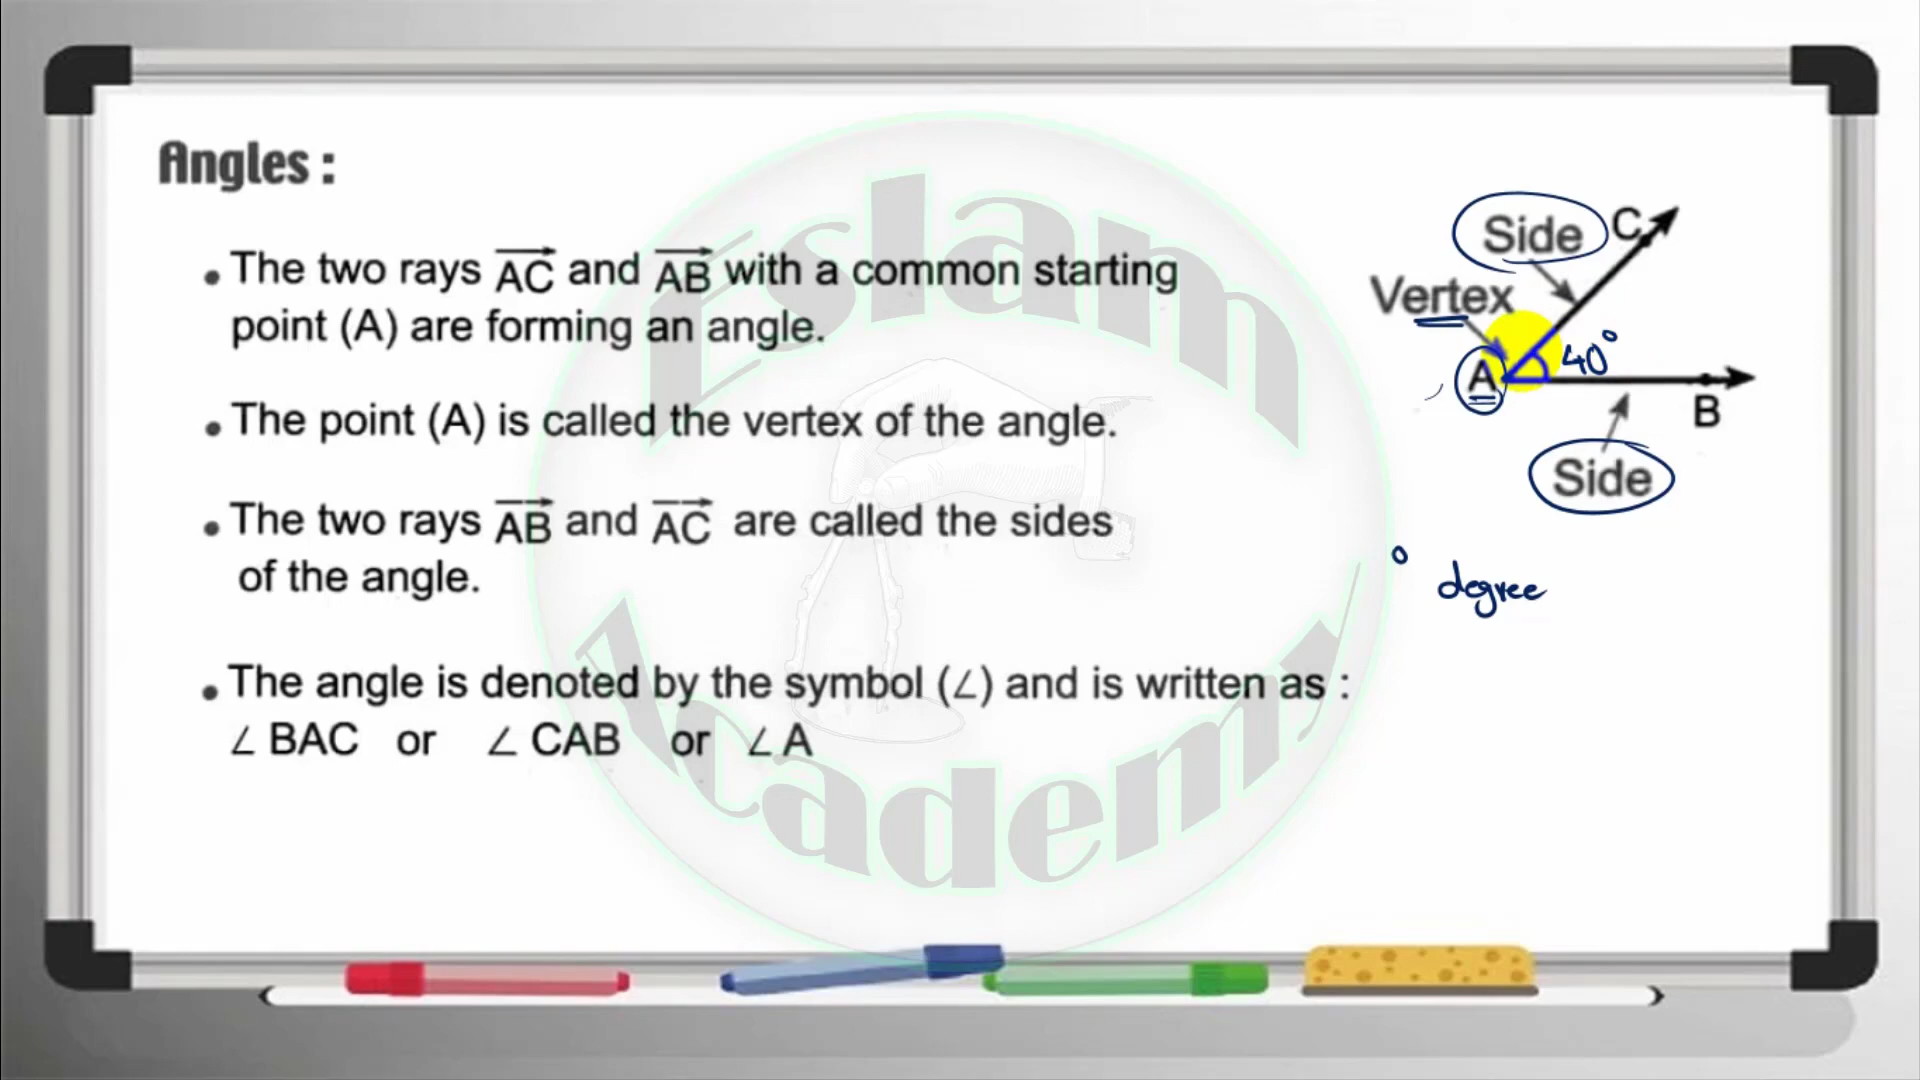 Angles :
• The two rays AC and AB with a common starting
point (A) are forming an angle.
• The point (A) is called the vertex of the angle.
• The two rays AB and AC are called the sides
of the angle.
• The angle is denoted by the symbol (∠) and is written as :
∠ BAC or ∠ CAB or ∠ A
Side C
Vertex
A 40°
B
Side
° degree
Eslam
Academy